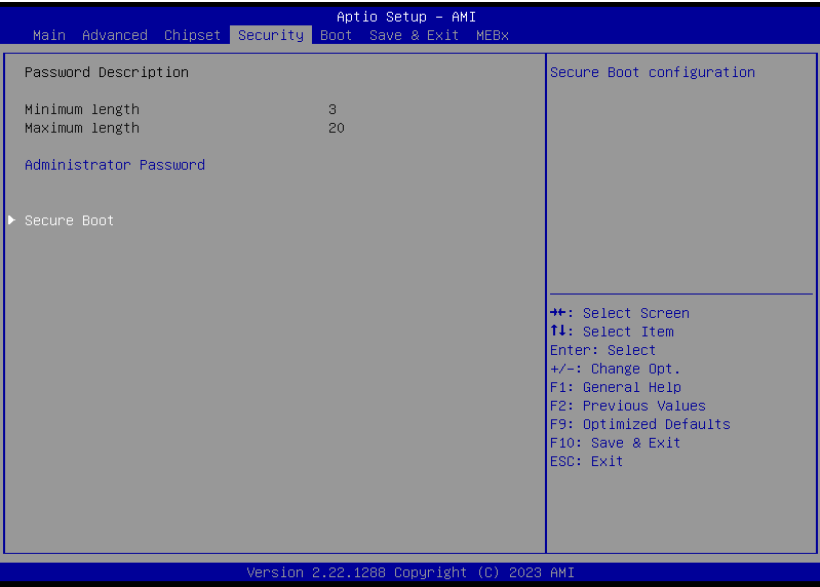 Aptio Setup – AMI
Main Advanced Chipset Security Boot Save & Exit MEBx
Password Description
Minimum length 3
Maximum length 20
Administrator Password
Secure Boot
Secure Boot configuration
→←: Select Screen
↑↓: Select Item
Enter: Select
+/-: Change Opt.
F1: General Help
F2: Previous Values
F9: Optimized Defaults
F10: Save & Exit
ESC: Exit
Version 2.22.1288 Copyright (C) 2023 AMI